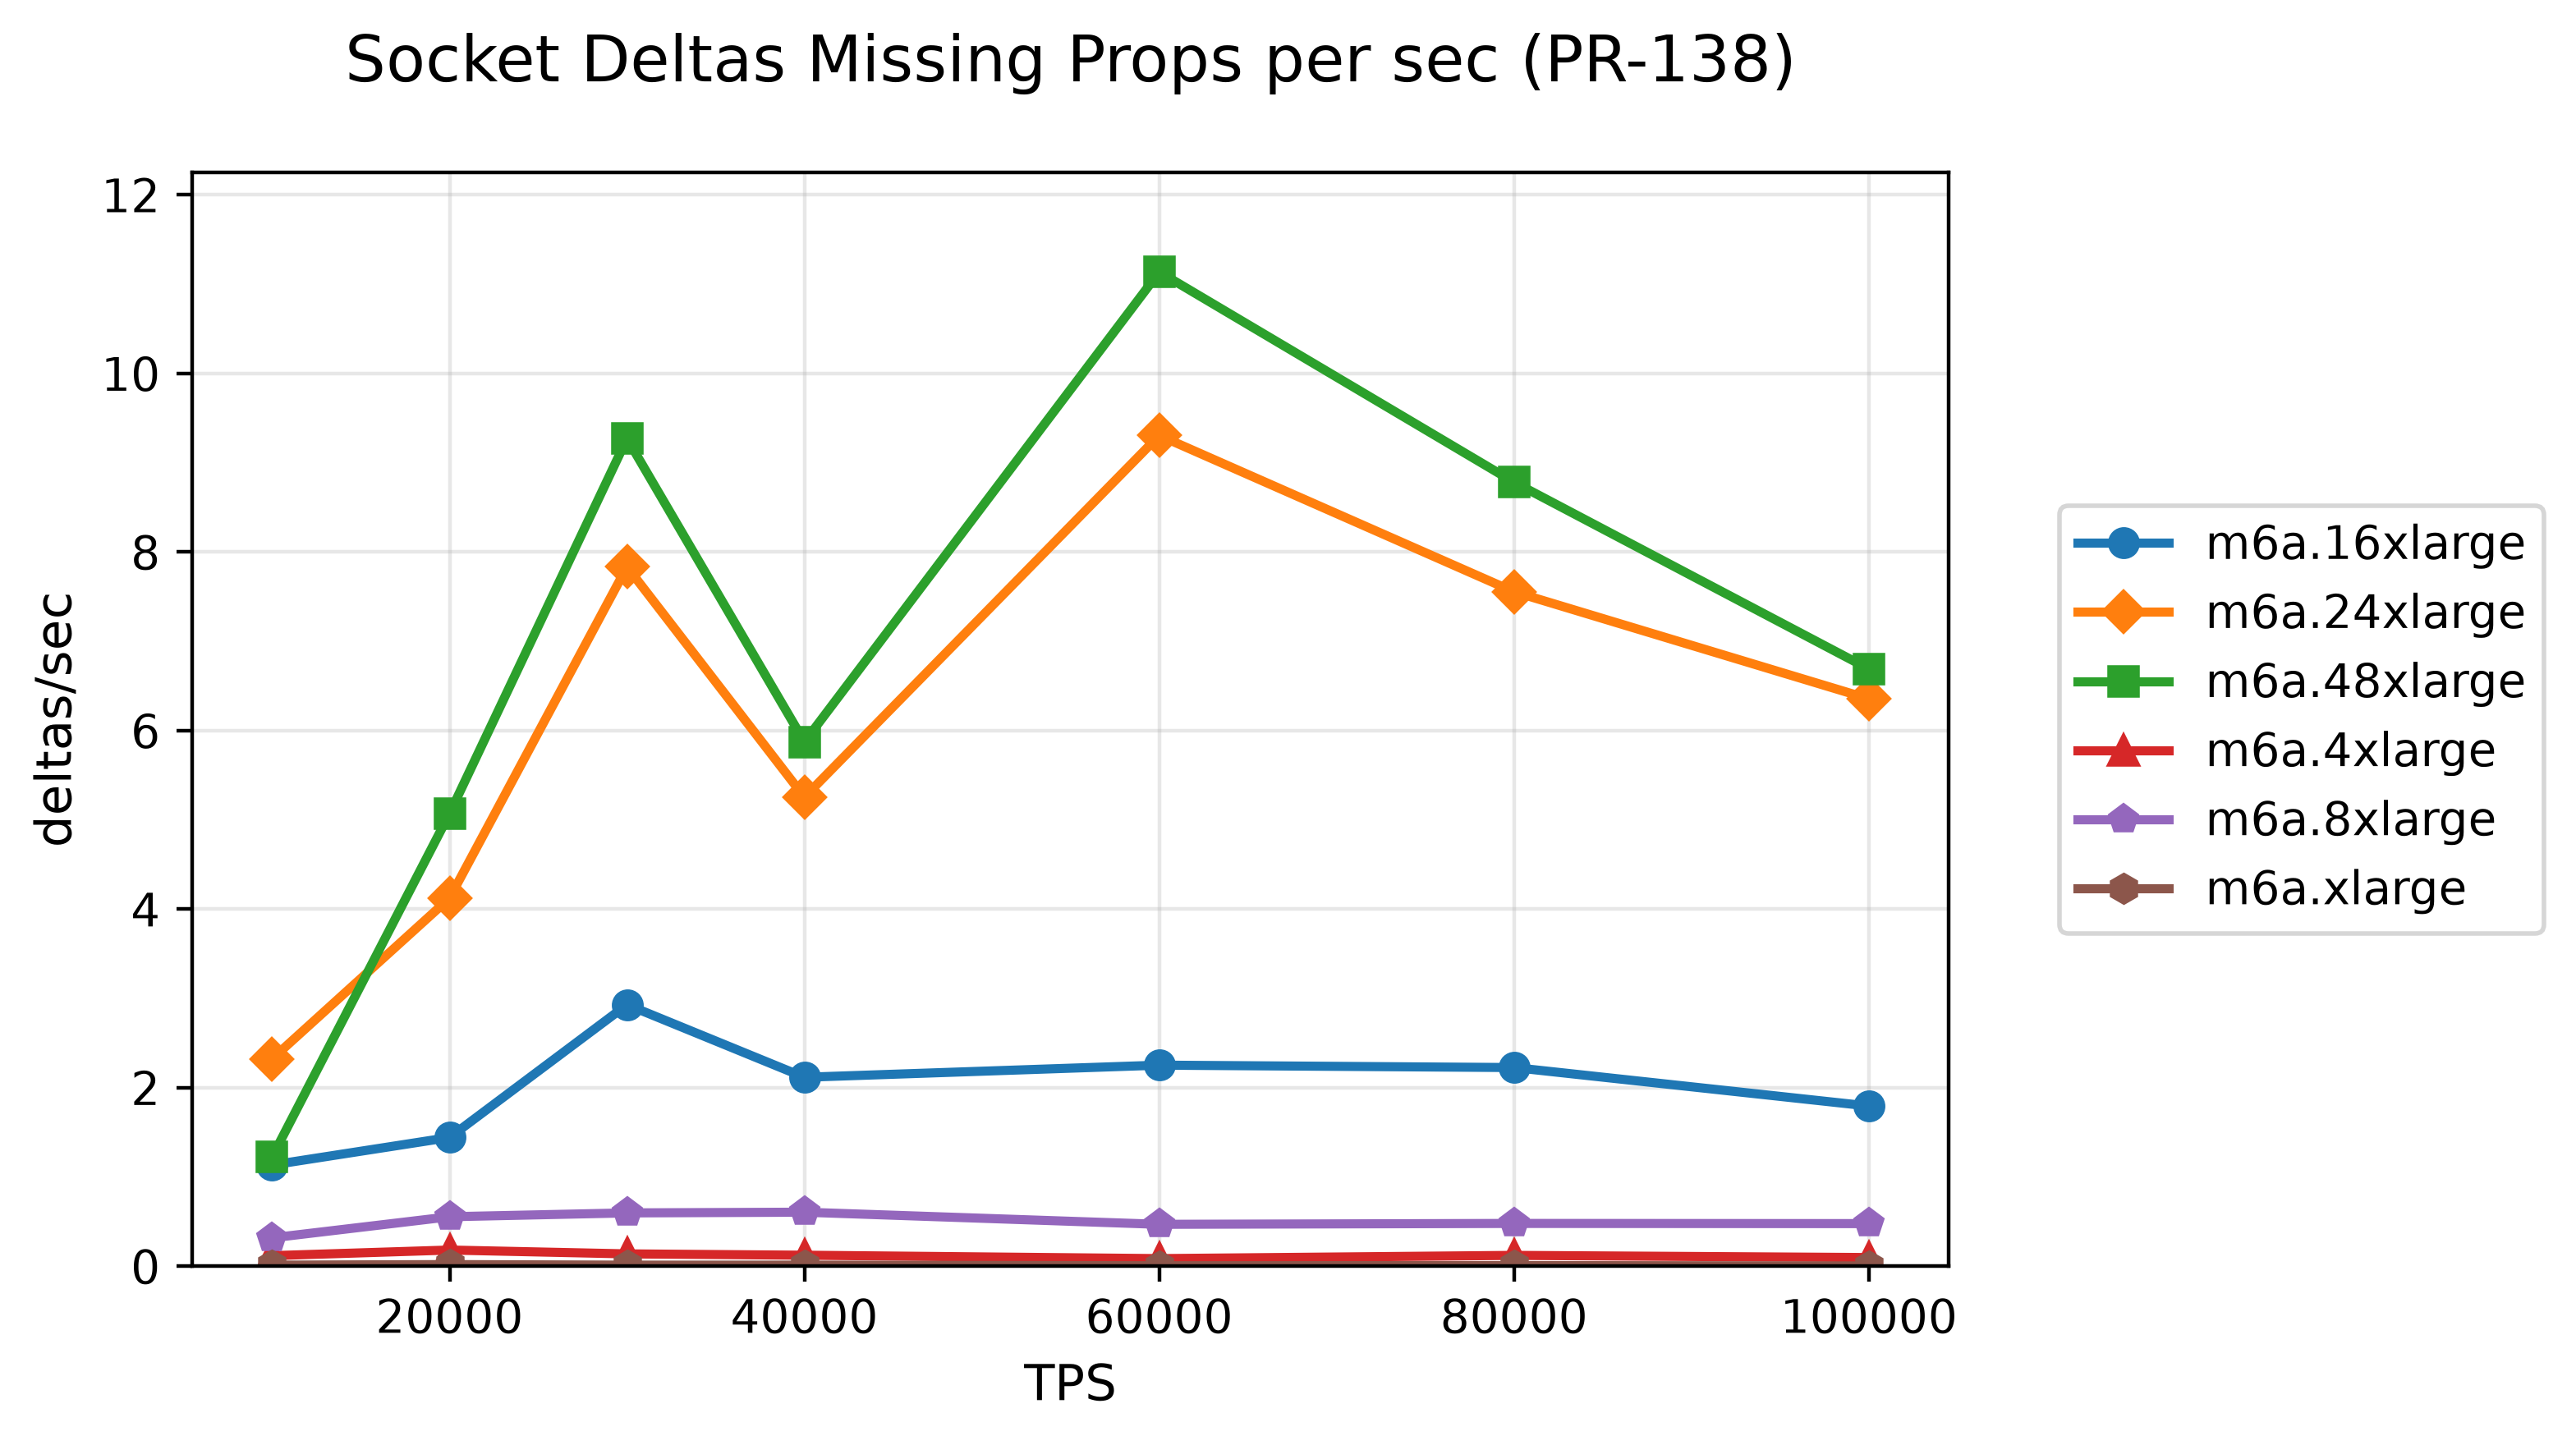 Socket Deltas Missing Props per sec (PR-138)
12
10
8
6
4
2
0
deltas/sec
20000 40000 60000 80000 100000
TPS
m6a.16xlarge
m6a.24xlarge
m6a.48xlarge
m6a.4xlarge
m6a.8xlarge
m6a.xlarge